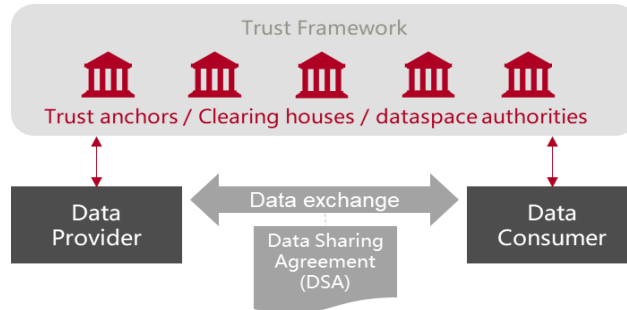 Trust Framework
Trust anchors / Clearing houses / dataspace authorities
Data
Provider
Data exchange
Data Sharing
Agreement
(DSA)
Data
Consumer